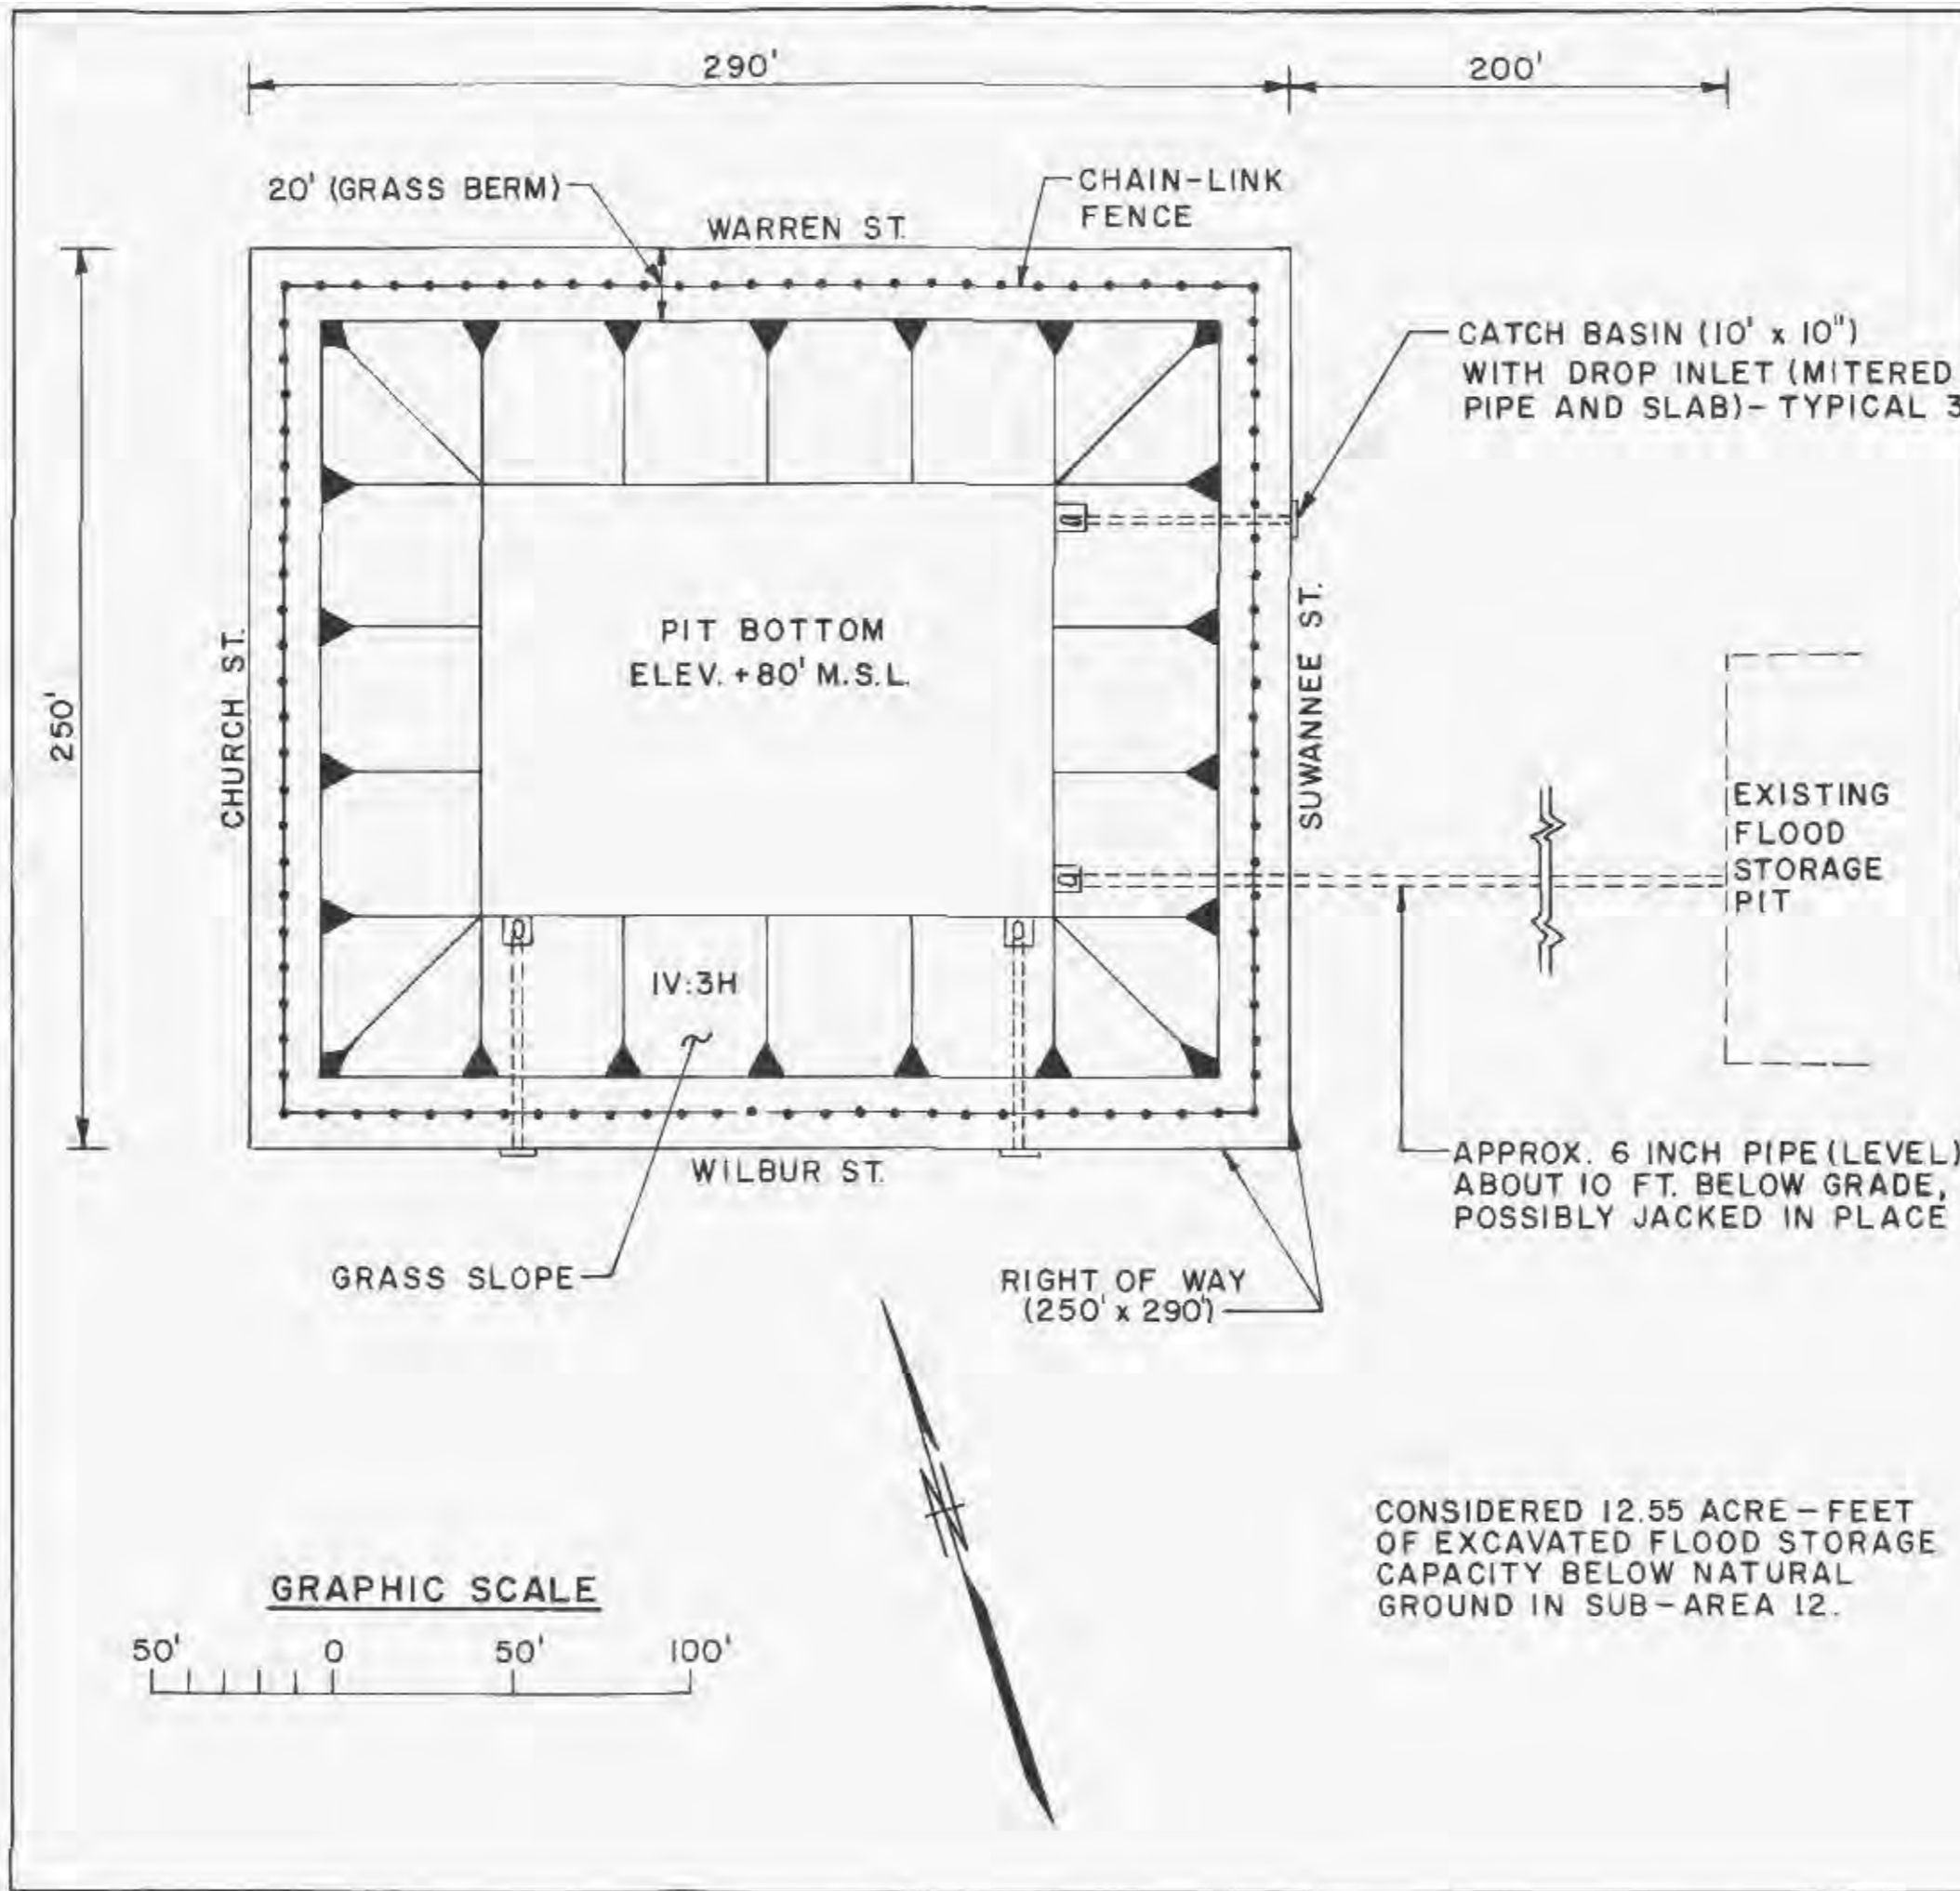 290'
200'
20' (GRASS BERM)
CHAIN-LINK
FENCE
WARREN ST.
CATCH BASIN (10' x 10")
WITH DROP INLET (MITERED
PIPE AND SLAB)- TYPICAL 3
250'
CHURCH ST.
PIT BOTTOM
ELEV. +80' M.S.L.
SUWANNEE ST.
EXISTING
FLOOD
STORAGE
PIT
1V:3H
WILBUR ST.
APPROX. 6 INCH PIPE (LEVEL)
ABOUT 10 FT. BELOW GRADE,
POSSIBLY JACKED IN PLACE
GRASS SLOPE
RIGHT OF WAY
(250' x 290')
N
CONSIDERED 12.55 ACRE-FEET
OF EXCAVATED FLOOD STORAGE
CAPACITY BELOW NATURAL
GROUND IN SUB-AREA 12.
GRAPHIC SCALE
50' 0 50' 100'